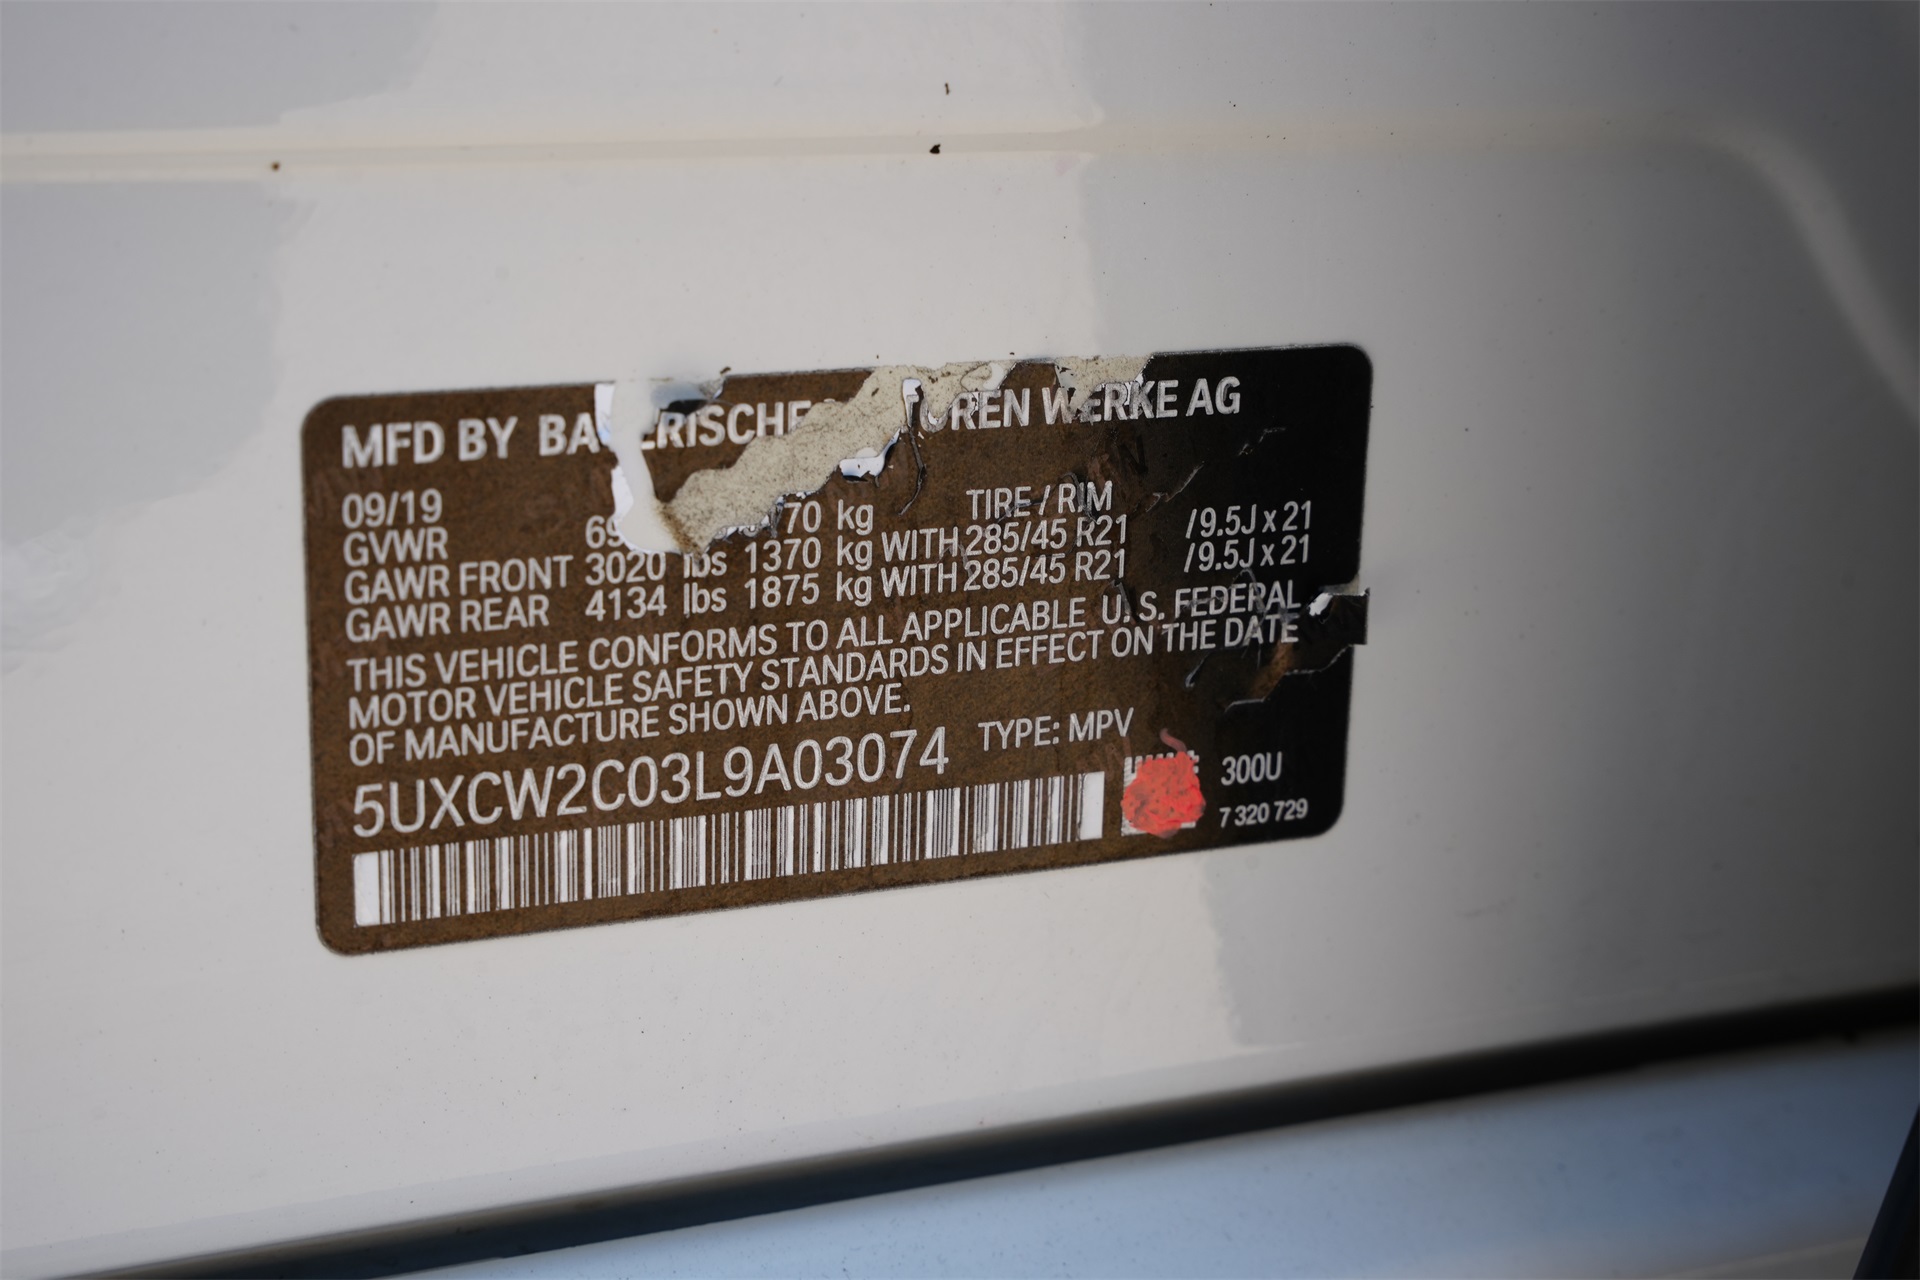 MFD BY BAYERISCHE MOTOREN WERKE AG
09/19 TIRE / RIM
GVWR kg
GAWR FRONT 3020 lbs 1370 kg WITH 285/45 R21 /9.5J x 21
GAWR REAR 4134 lbs 1875 kg WITH 285/45 R21 /9.5J x 21
THIS VEHICLE CONFORMS TO ALL APPLICABLE U.S. FEDERAL
MOTOR VEHICLE SAFETY STANDARDS IN EFFECT ON THE DATE
OF MANUFACTURE SHOWN ABOVE.
5UXCW2C03L9A03074 TYPE: MPV
300U
7 320 729